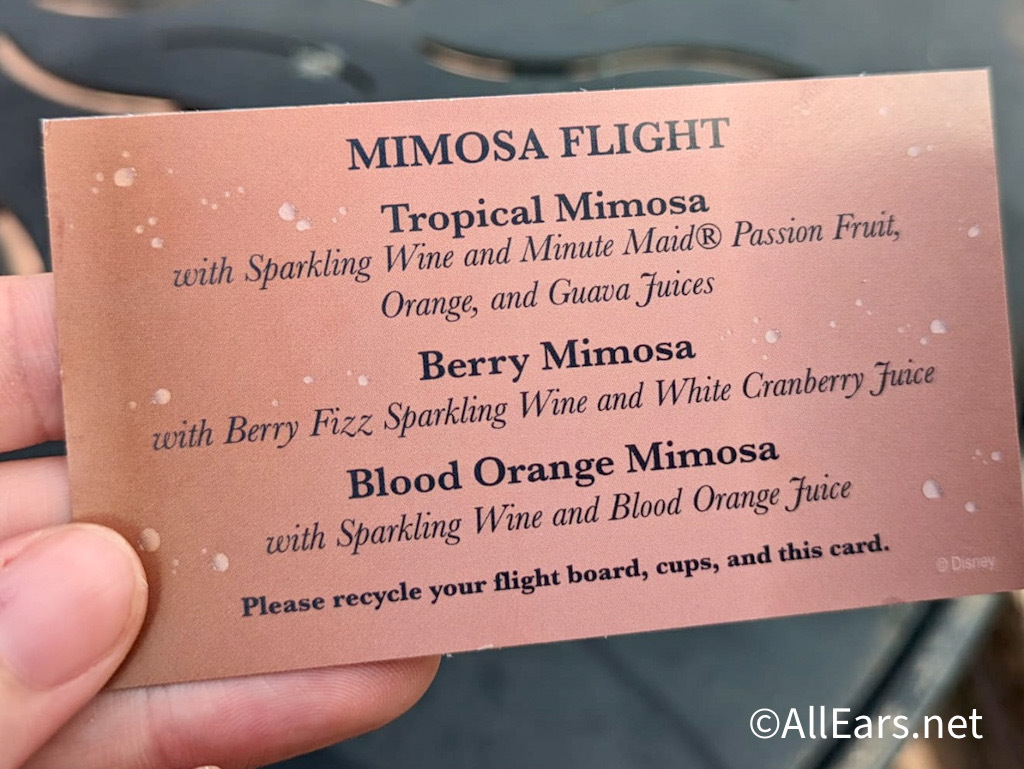 MIMOSA FLIGHT
Tropical Mimosa
with Sparkling Wine and Minute Maid® Passion Fruit,
Orange, and Guava Juices
Berry Mimosa
with Berry Fizz Sparkling Wine and White Cranberry Juice
Blood Orange Mimosa
with Sparkling Wine and Blood Orange Juice
Please recycle your flight board, cups, and this card.
© Disney
©AllEars.net